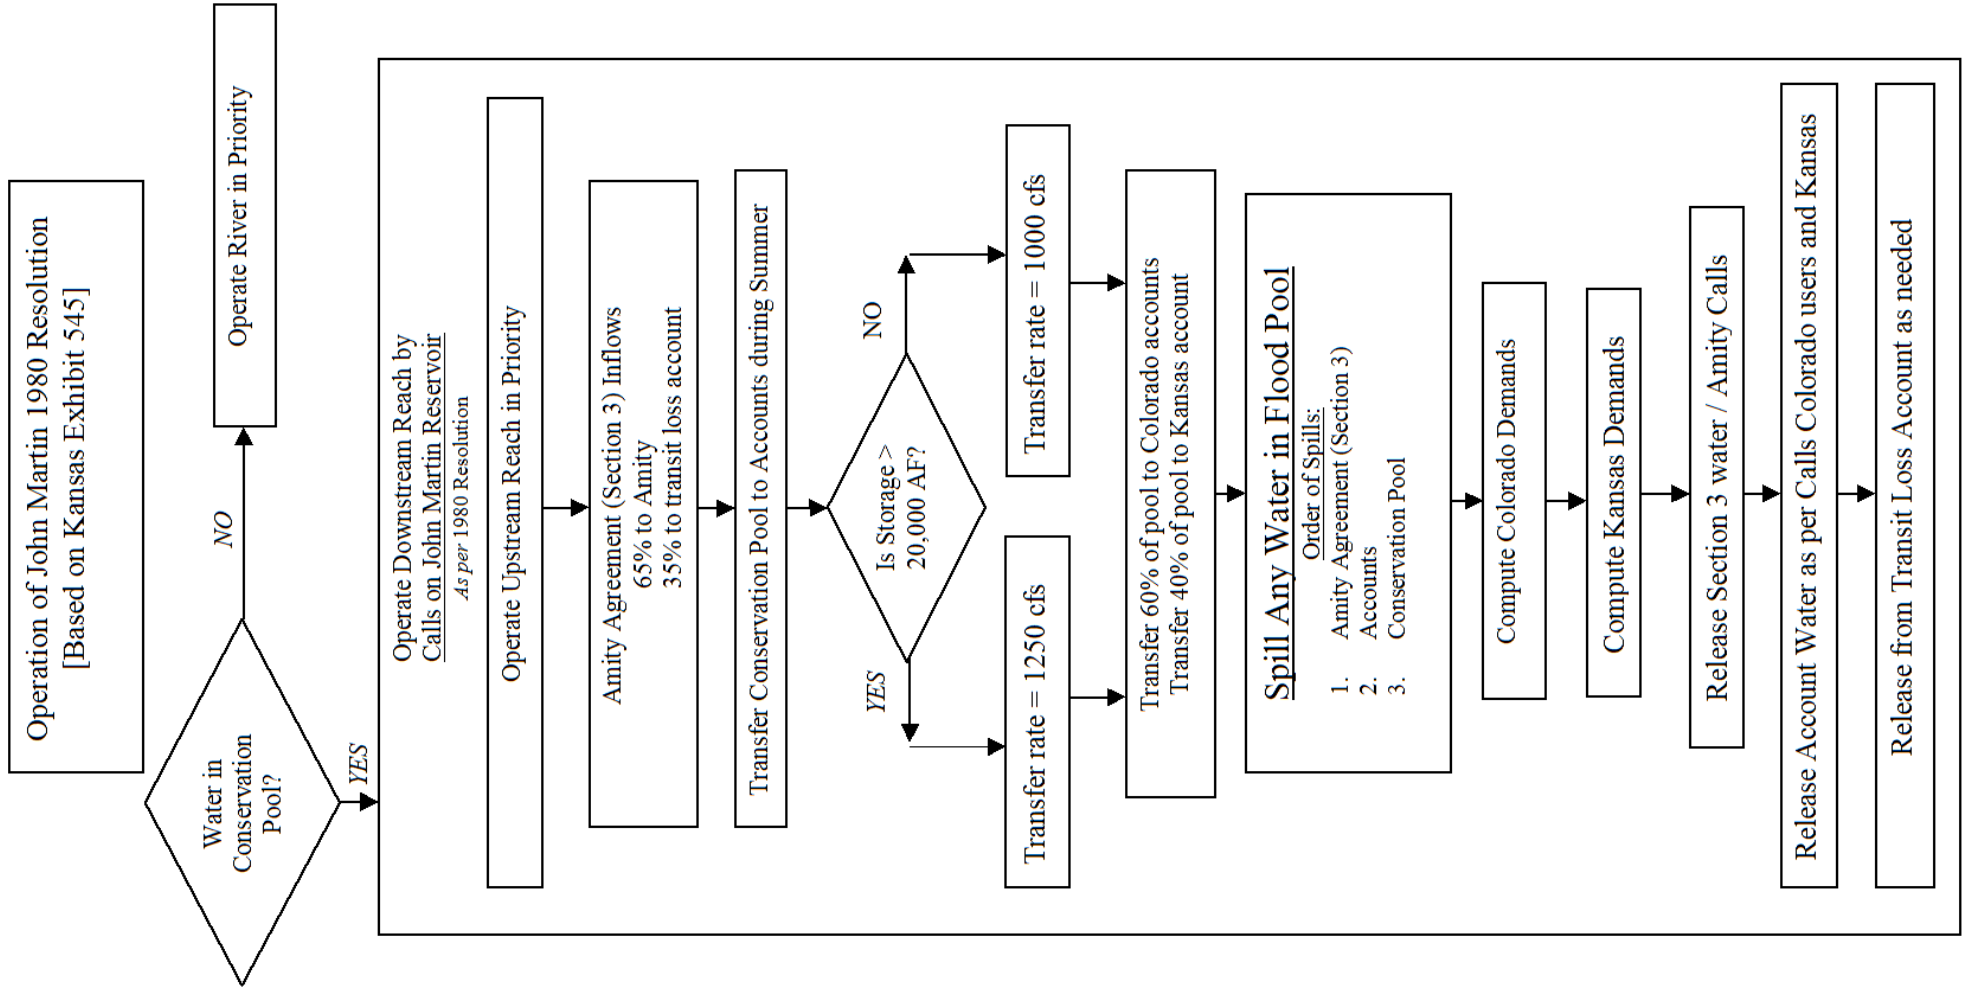 Operation of John Martin 1980 Resolution
[Based on Kansas Exhibit 545]
Water in
Conservation
Pool?
NO
Operate River in Priority
YES
Operate Downstream Reach by
Calls on John Martin Reservoir
As per 1980 Resolution
Operate Upstream Reach in Priority
Amity Agreement (Section 3) Inflows
65% to Amity
35% to transit loss account
Transfer Conservation Pool to Accounts during Summer
Is Storage >
20,000 AF?
YES
NO
Transfer rate = 1250 cfs
Transfer rate = 1000 cfs
Transfer 60% of pool to Colorado accounts
Transfer 40% of pool to Kansas account
Spill Any Water in Flood Pool
Order of Spills:
1. Amity Agreement (Section 3)
2. Accounts
3. Conservation Pool
Compute Colorado Demands
Compute Kansas Demands
Release Section 3 water / Amity Calls
Release Account Water as per Calls Colorado users and Kansas
Release from Transit Loss Account as needed